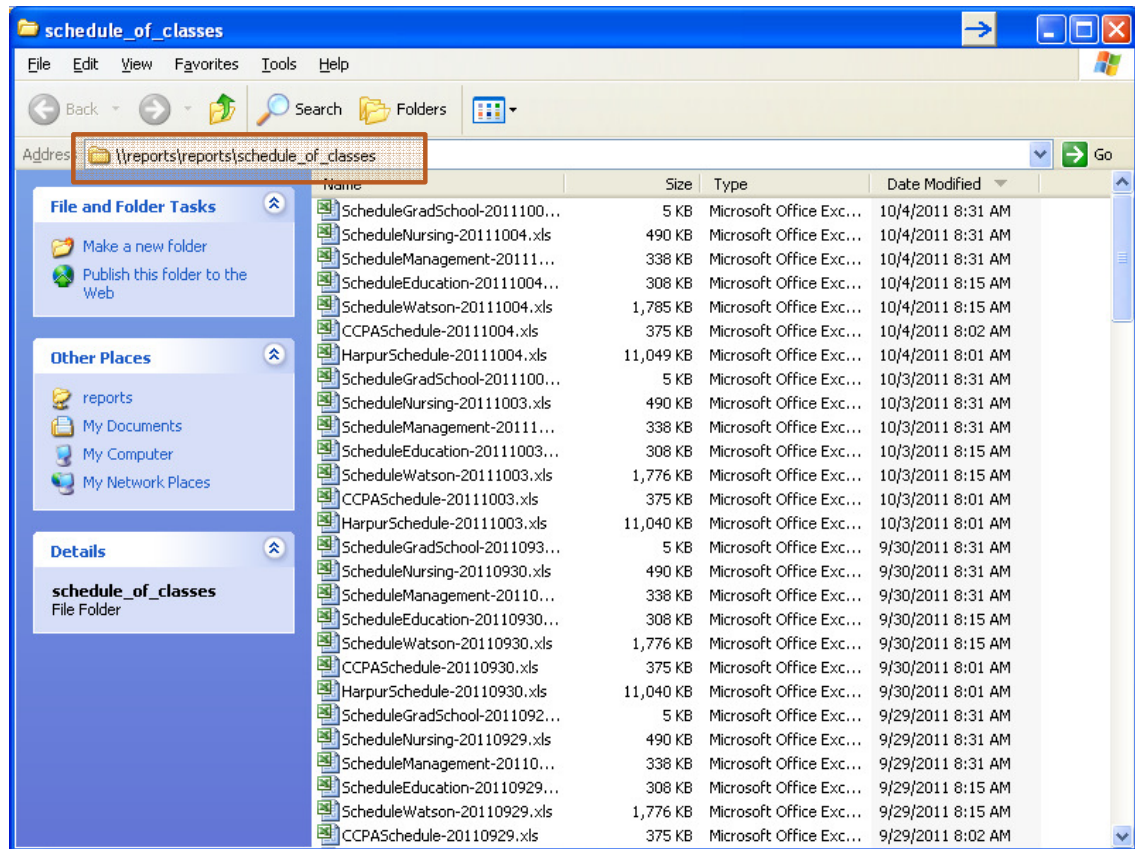 schedule_of_classes
File Edit View Favorites Tools Help
Back Search Folders
Address \\reports\reports\schedule_of_classes Go
Name Size Type Date Modified
File and Folder Tasks
Make a new folder
Publish this folder to the
Web
Other Places
reports
My Documents
My Computer
My Network Places
Details
schedule_of_classes
File Folder
ScheduleGradSchool-2011100... 5 KB Microsoft Office Exc... 10/4/2011 8:31 AM
ScheduleNursing-20111004.xls 490 KB Microsoft Office Exc... 10/4/2011 8:31 AM
ScheduleManagement-20111... 338 KB Microsoft Office Exc... 10/4/2011 8:31 AM
ScheduleEducation-20111004... 308 KB Microsoft Office Exc... 10/4/2011 8:15 AM
ScheduleWatson-20111004.xls 1,785 KB Microsoft Office Exc... 10/4/2011 8:15 AM
CCPASchedule-20111004.xls 375 KB Microsoft Office Exc... 10/4/2011 8:02 AM
HarpurSchedule-20111004.xls 11,049 KB Microsoft Office Exc... 10/4/2011 8:01 AM
ScheduleGradSchool-2011100... 5 KB Microsoft Office Exc... 10/3/2011 8:31 AM
ScheduleNursing-20111003.xls 490 KB Microsoft Office Exc... 10/3/2011 8:31 AM
ScheduleManagement-20111... 338 KB Microsoft Office Exc... 10/3/2011 8:31 AM
ScheduleEducation-20111003... 308 KB Microsoft Office Exc... 10/3/2011 8:15 AM
ScheduleWatson-20111003.xls 1,776 KB Microsoft Office Exc... 10/3/2011 8:15 AM
CCPASchedule-20111003.xls 375 KB Microsoft Office Exc... 10/3/2011 8:01 AM
HarpurSchedule-20111003.xls 11,040 KB Microsoft Office Exc... 10/3/2011 8:01 AM
ScheduleGradSchool-2011093... 5 KB Microsoft Office Exc... 9/30/2011 8:31 AM
ScheduleNursing-20110930.xls 490 KB Microsoft Office Exc... 9/30/2011 8:31 AM
ScheduleManagement-20110... 338 KB Microsoft Office Exc... 9/30/2011 8:31 AM
ScheduleEducation-20110930... 308 KB Microsoft Office Exc... 9/30/2011 8:15 AM
ScheduleWatson-20110930.xls 1,776 KB Microsoft Office Exc... 9/30/2011 8:15 AM
CCPASchedule-20110930.xls 375 KB Microsoft Office Exc... 9/30/2011 8:01 AM
HarpurSchedule-20110930.xls 11,040 KB Microsoft Office Exc... 9/30/2011 8:01 AM
ScheduleGradSchool-2011092... 5 KB Microsoft Office Exc... 9/29/2011 8:31 AM
ScheduleNursing-20110929.xls 490 KB Microsoft Office Exc... 9/29/2011 8:31 AM
ScheduleManagement-20110... 338 KB Microsoft Office Exc... 9/29/2011 8:31 AM
ScheduleEducation-20110929... 308 KB Microsoft Office Exc... 9/29/2011 8:15 AM
ScheduleWatson-20110929.xls 1,776 KB Microsoft Office Exc... 9/29/2011 8:15 AM
CCPASchedule-20110929.xls 375 KB Microsoft Office Exc... 9/29/2011 8:02 AM